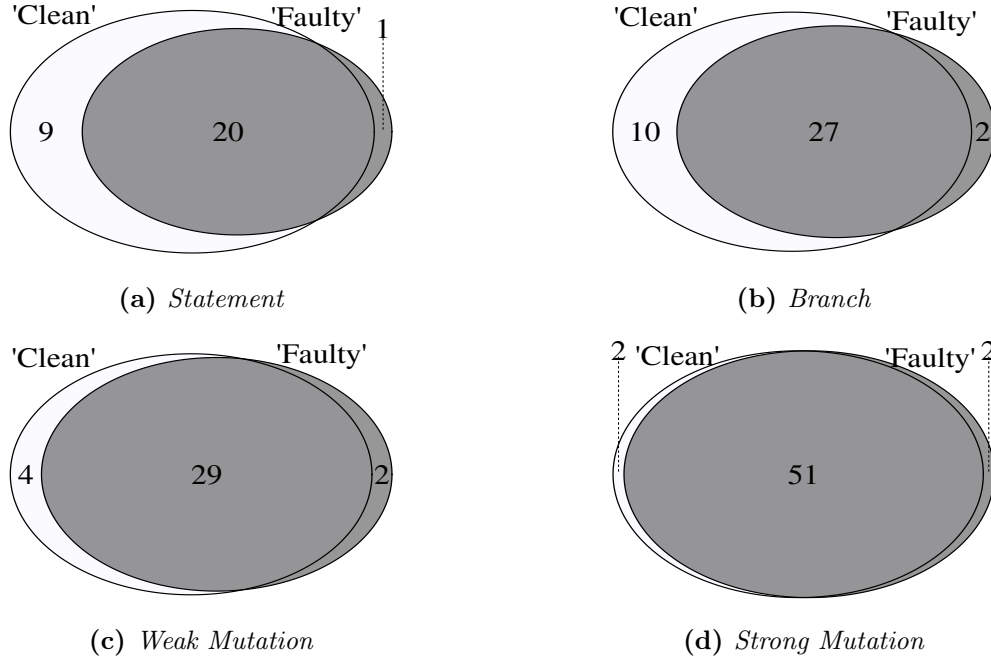 'Clean' 'Faulty'
1
9 20
(a) Statement
'Clean' 'Faulty'
10 27 2
(b) Branch
'Clean' 'Faulty'
4 29 2
(c) Weak Mutation
2 'Clean' 'Faulty' 2
51
(d) Strong Mutation